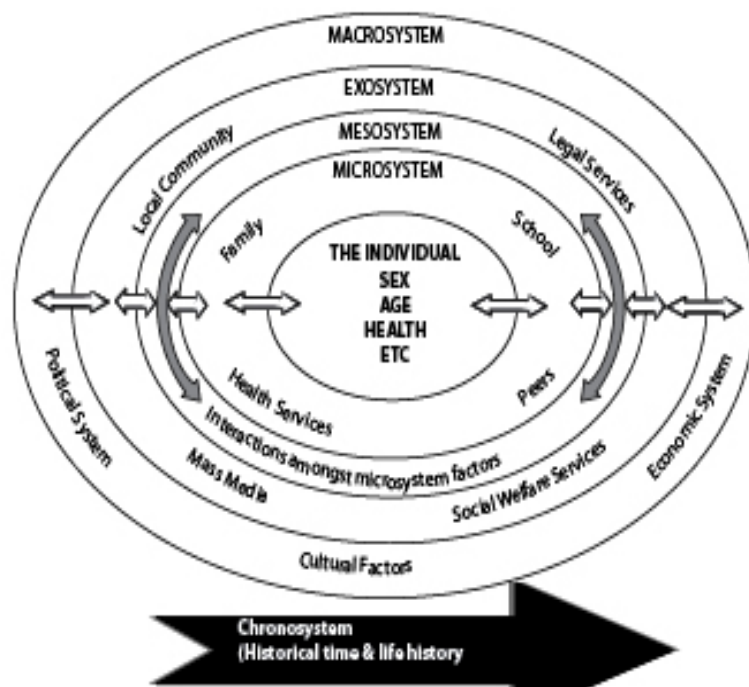 MACROSYSTEM
EXOSYSTEM
MESOSYSTEM
MICROSYSTEM
Local Community
Legal Services
Family
School
THE INDIVIDUAL
SEX
AGE
HEALTH
ETC
Health Services
Peers
Interactions amongst microsystem factors
Political System
Economic System
Mass Media
Social Welfare Services
Cultural Factors
Chronosystem
(Historical time & life history